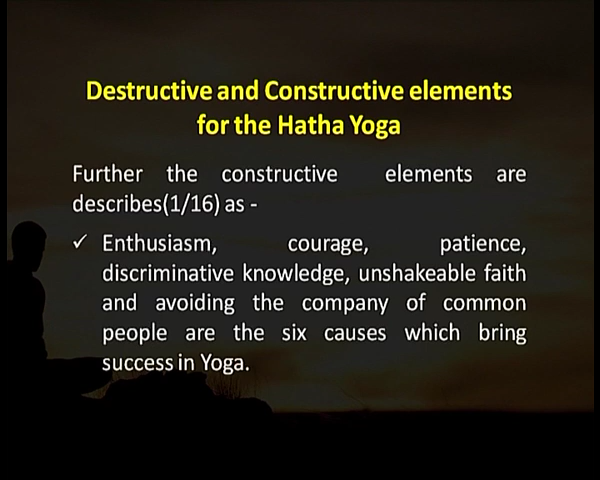 Destructive and Constructive elements
for the Hatha Yoga
Further the constructive elements are
describes(1/16) as -
✓ Enthusiasm, courage, patience,
discriminative knowledge, unshakeable faith
and avoiding the company of common
people are the six causes which bring
success in Yoga.